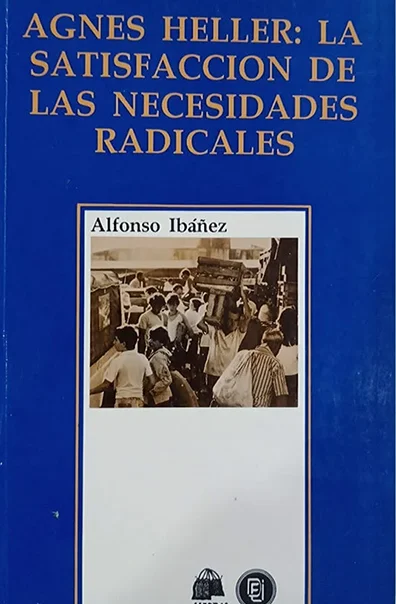 AGNES HELLER: LA
SATISFACCION DE
LAS NECESIDADES
RADICALES
Alfonso Ibáñez